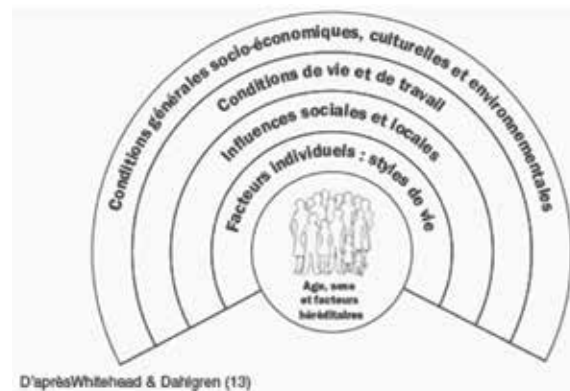 Conditions générales socio-économiques, culturelles et environnementales
Conditions de vie et de travail
Influences sociales et locales
Facteurs individuels : styles de vie
Age, sexe
et facteurs
héréditaires
D'aprèsWhitehead & Dahlgren (13)